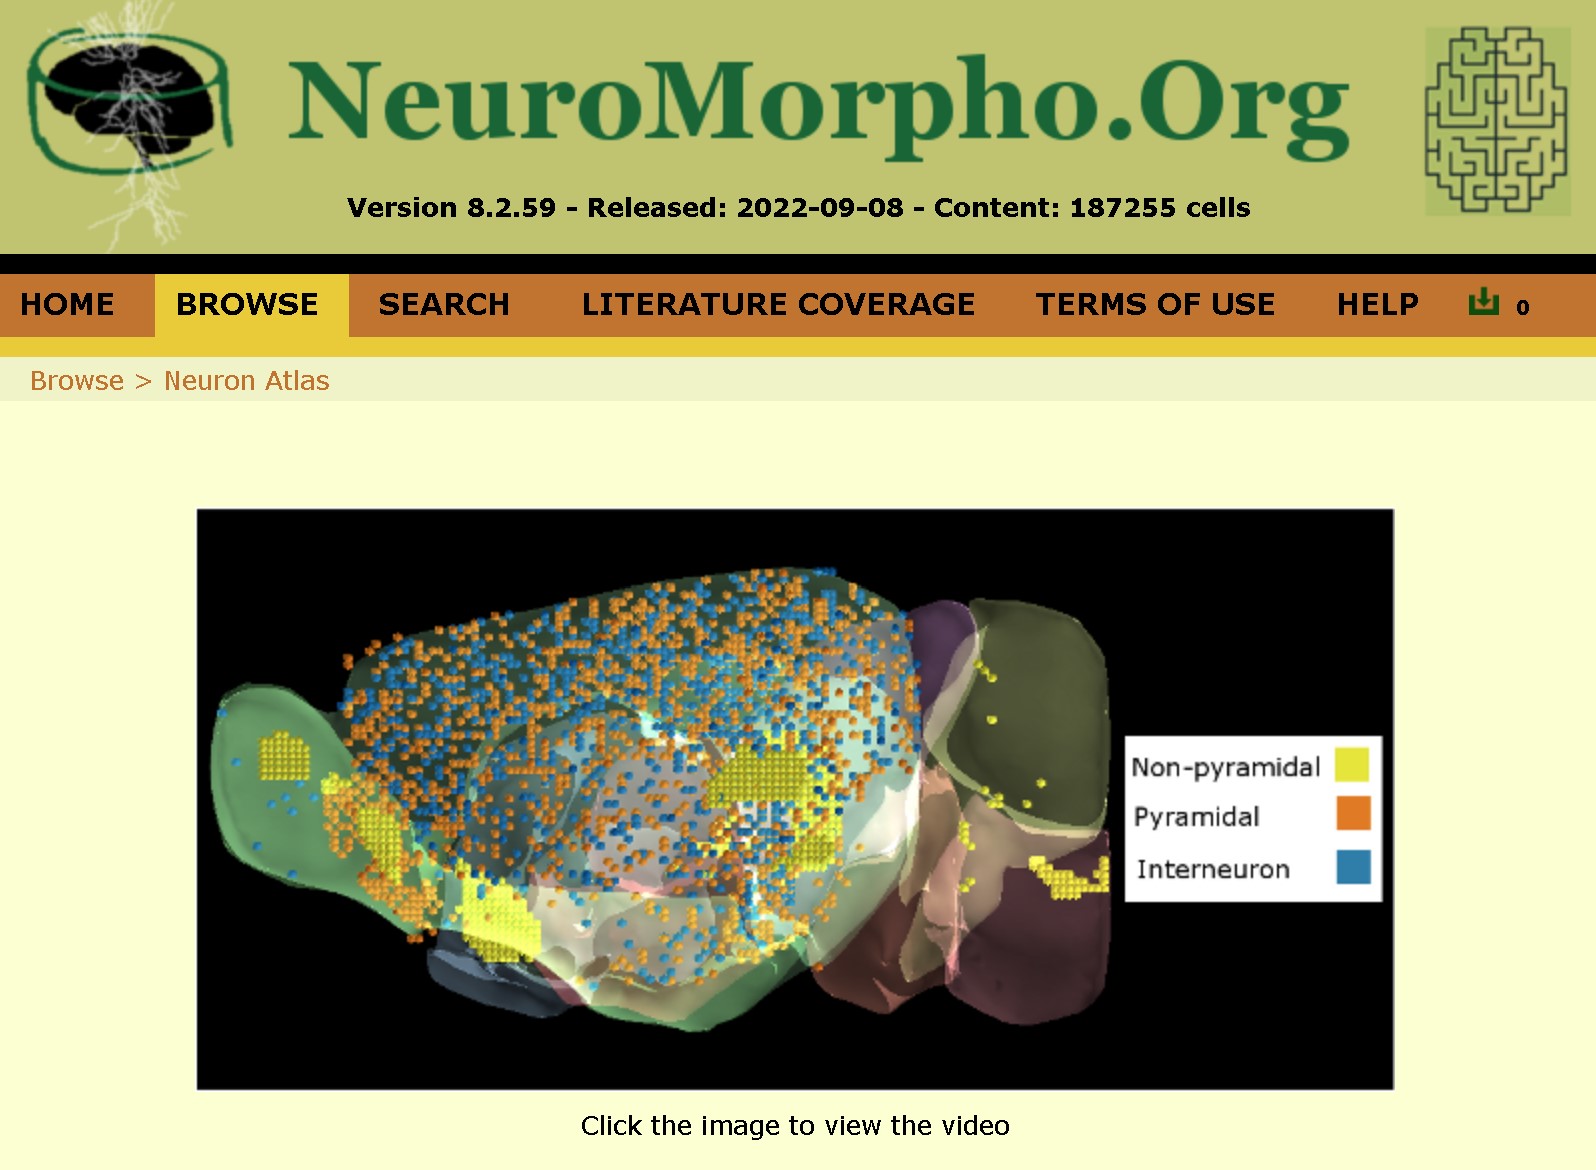 NeuroMorpho.Org
Version 8.2.59 - Released: 2022-09-08 - Content: 187255 cells
HOME BROWSE SEARCH LITERATURE COVERAGE TERMS OF USE HELP 0
Browse > Neuron Atlas
Non-pyramidal
Pyramidal
Interneuron
Click the image to view the video